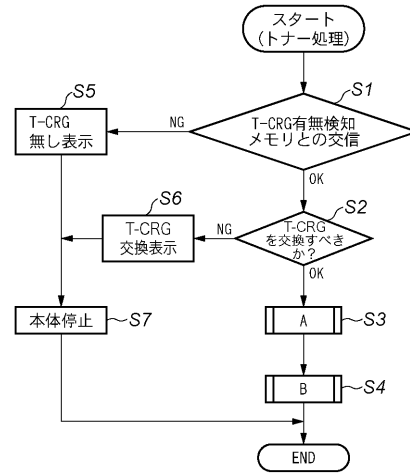 スタート
(トナー処理)
S1
T-CRG有無検知
メモリとの交信
NG
OK
S5
T-CRG
無し表示
S2
T-CRG
を交換すべき
か?
NG
OK
S6
T-CRG
交換表示
S7
本体停止
A
S3
B
S4
END